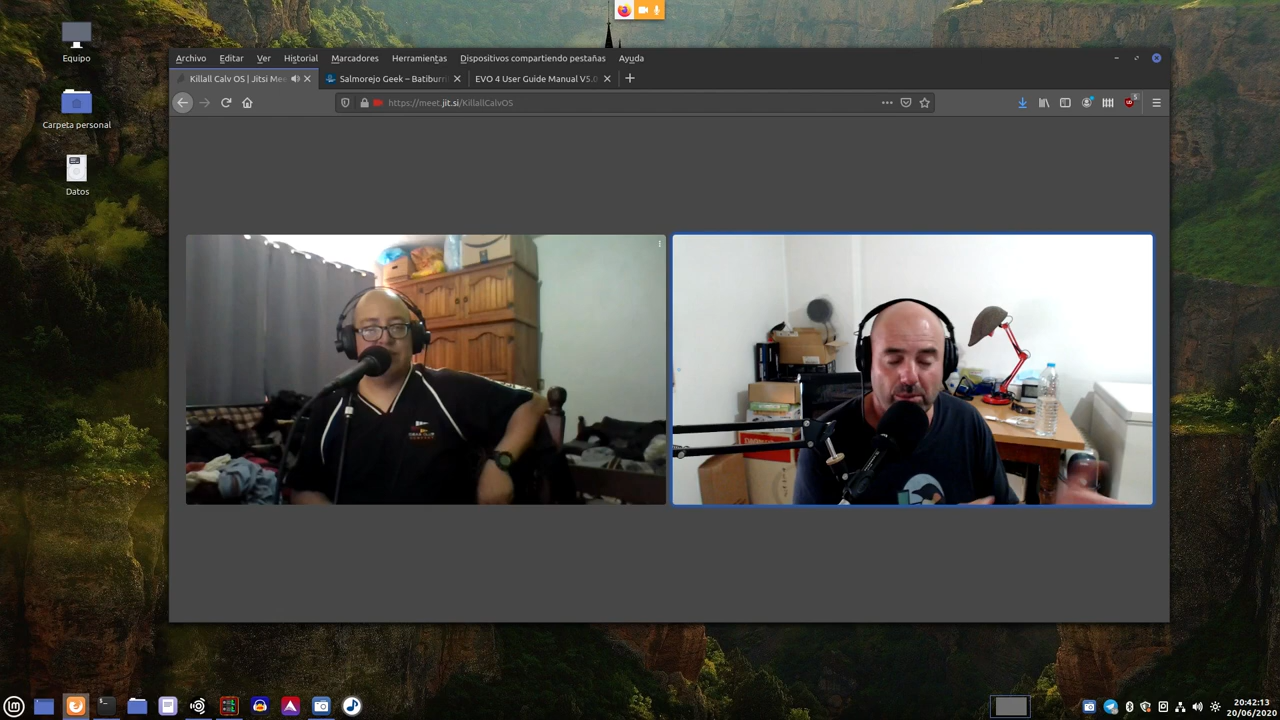 Equipo
Carpeta personal
Datos
Archivo Editar Ver Historial Marcadores Herramientas Dispositivos compartiendo pestañas Ayuda
Killall Calv OS | Jitsi Mee
Salmorejo Geek – Batiburri
EVO 4 User Guide Manual V5.0
https://meet.jit.si/KillallCalvOS
5
20:42:13
20/06/2020